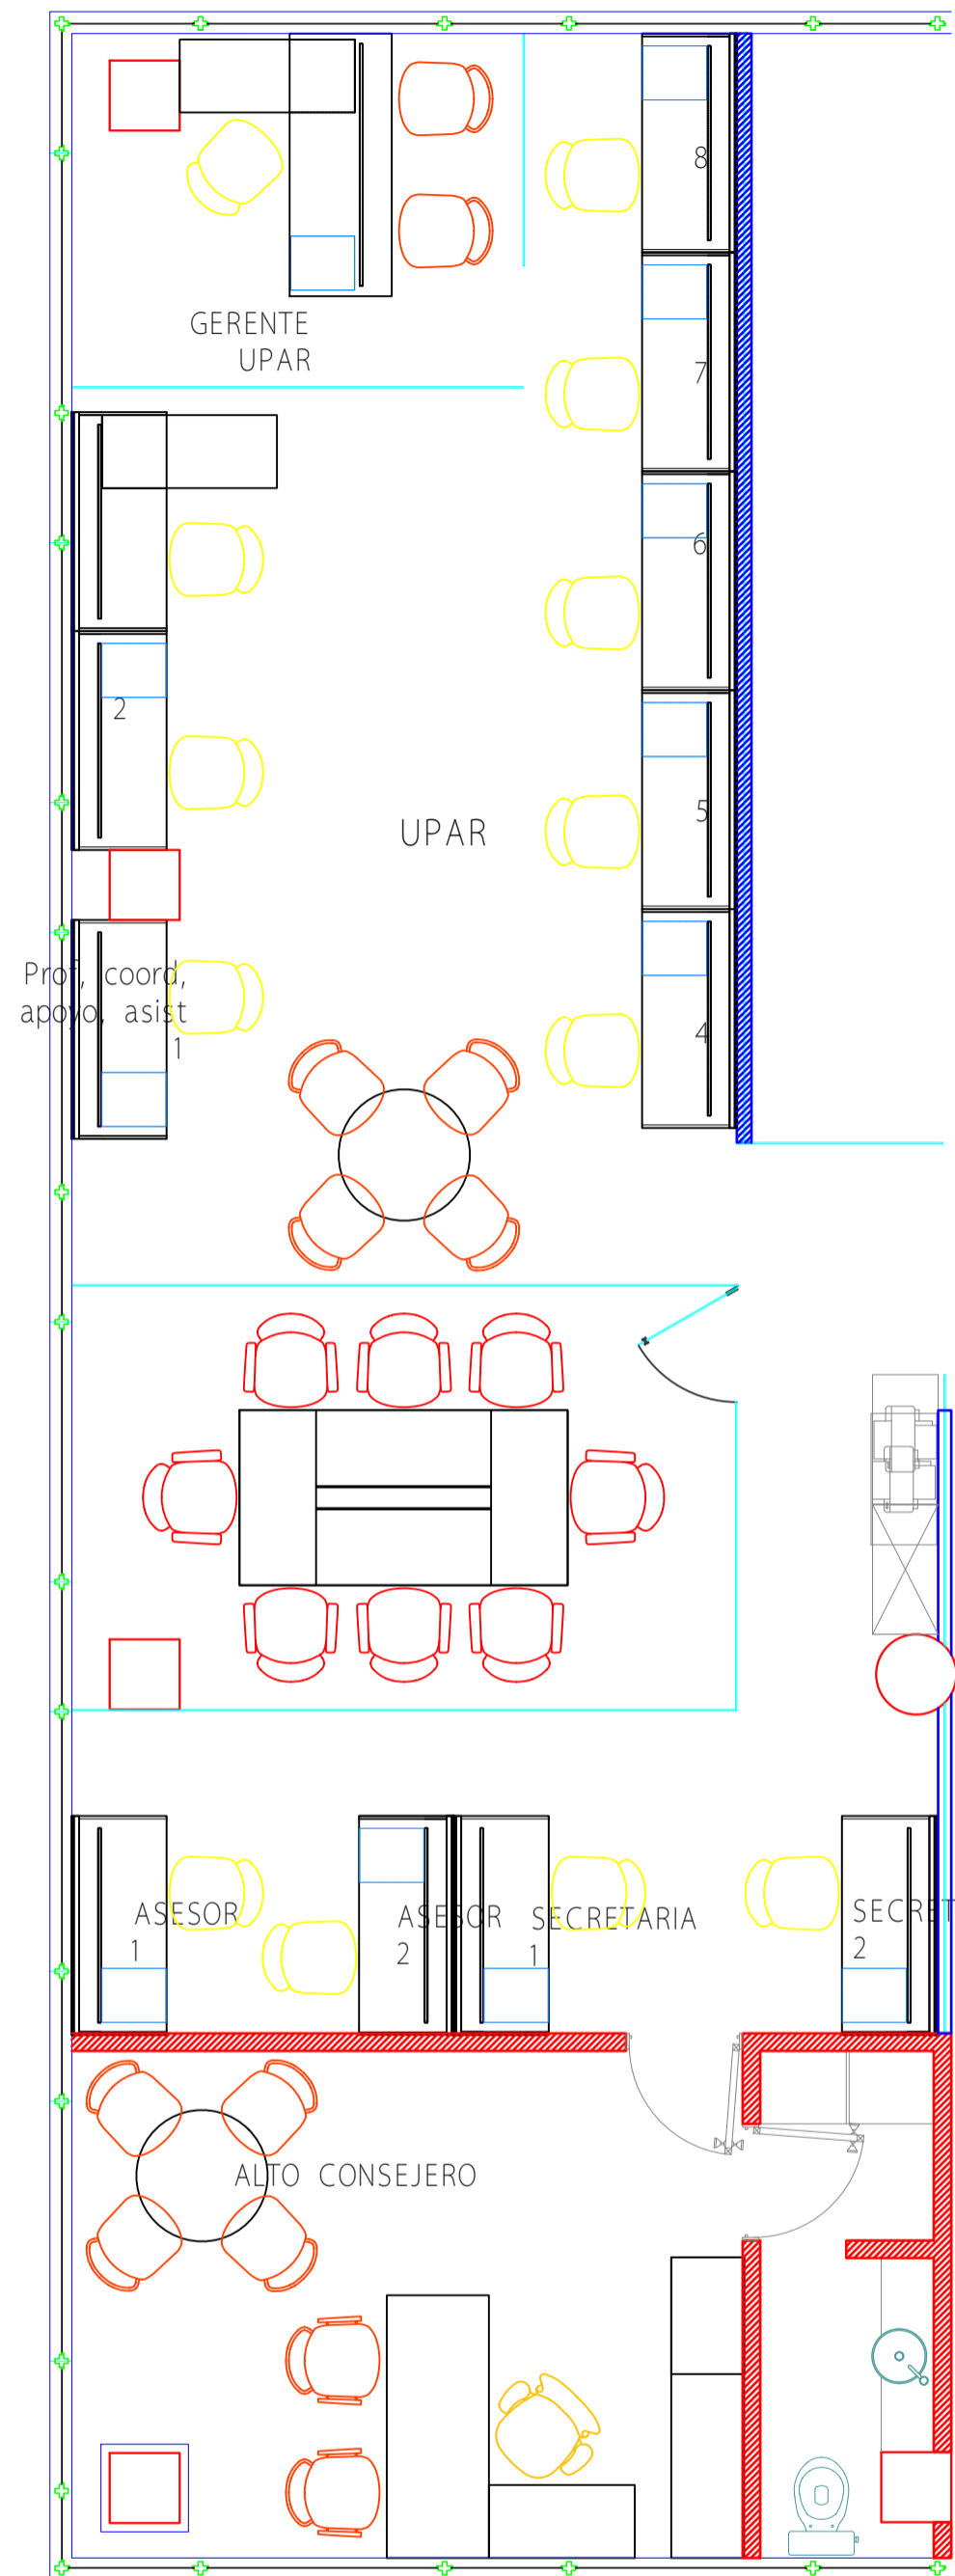 8
GERENTE
UPAR
7
6
2
5
UPAR
Prof, coord,
apoyo, asist
1
4
ASESOR
1
ASESOR
2
SECRETARIA
1
SECRET
2
ALTO CONSEJERO